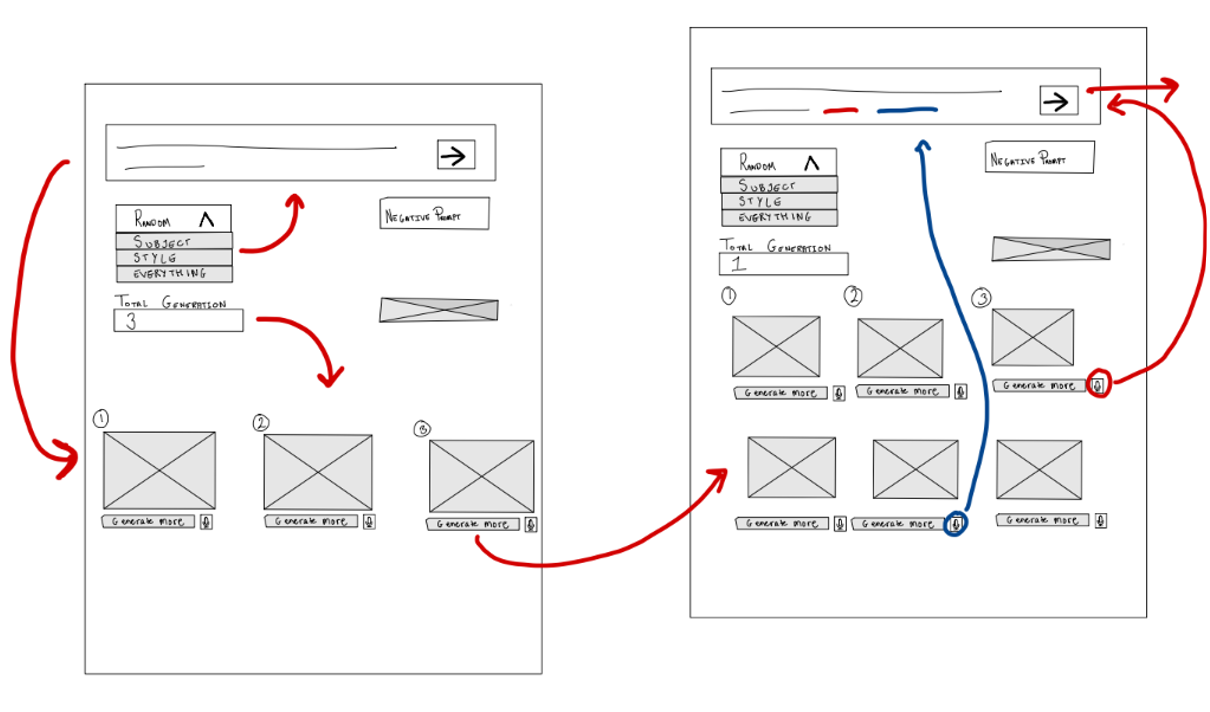 RANDOM
SUBJECT
STYLE
EVERYTHING
NEGATIVE PROMPT
TOTAL GENERATION
3
1
2
3
Generate more
Generate more
Generate more
RANDOM
SUBJECT
STYLE
EVERYTHING
NEGATIVE PROMPT
TOTAL GENERATION
1
1
2
3
Generate more
Generate more
Generate more
Generate more
Generate more
Generate more